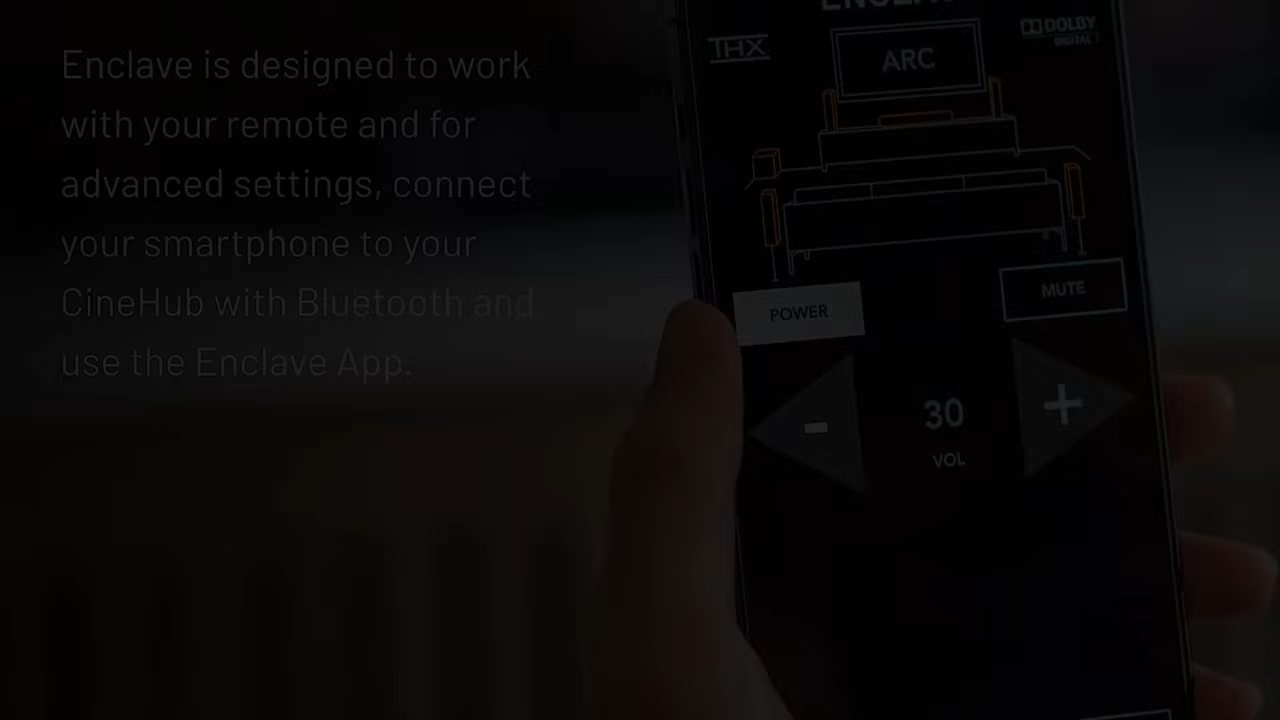 Enclave is designed to work
with your remote and for
advanced settings, connect
your smartphone to your
CineHub with Bluetooth and
use the Enclave App.
THX
ARC
DOLBY
DIGITAL
POWER
MUTE
-
30
+
VOL